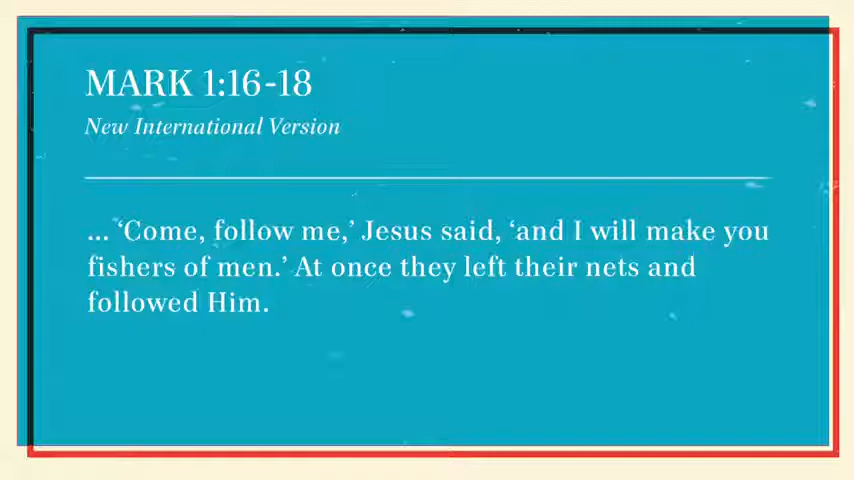 MARK 1:16-18
New International Version
... ‘Come, follow me,’ Jesus said, ‘and I will make you
fishers of men.’ At once they left their nets and
followed Him.